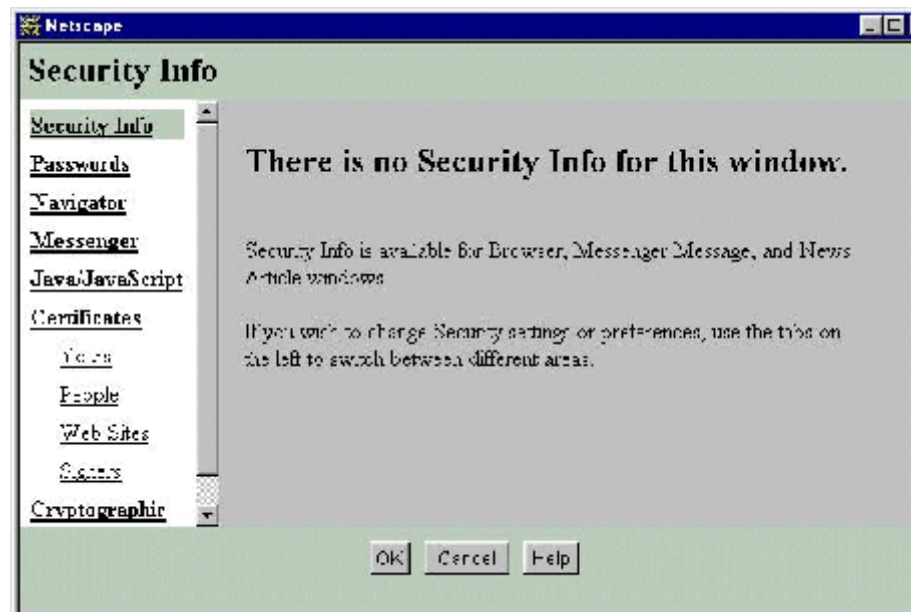 Netscape
Security Info
Security Info
Passwords
Navigator
Messenger
Java/JavaScript
Certificates
Yours
People
Web Sites
Signers
Cryptographic
There is no Security Info for this window.
Security Info is available for Browser, Messenger Message, and News
Article windows.
If you wish to change Security settings or preferences, use the tabs on
the left to switch between different areas.
OK
Cancel
Help